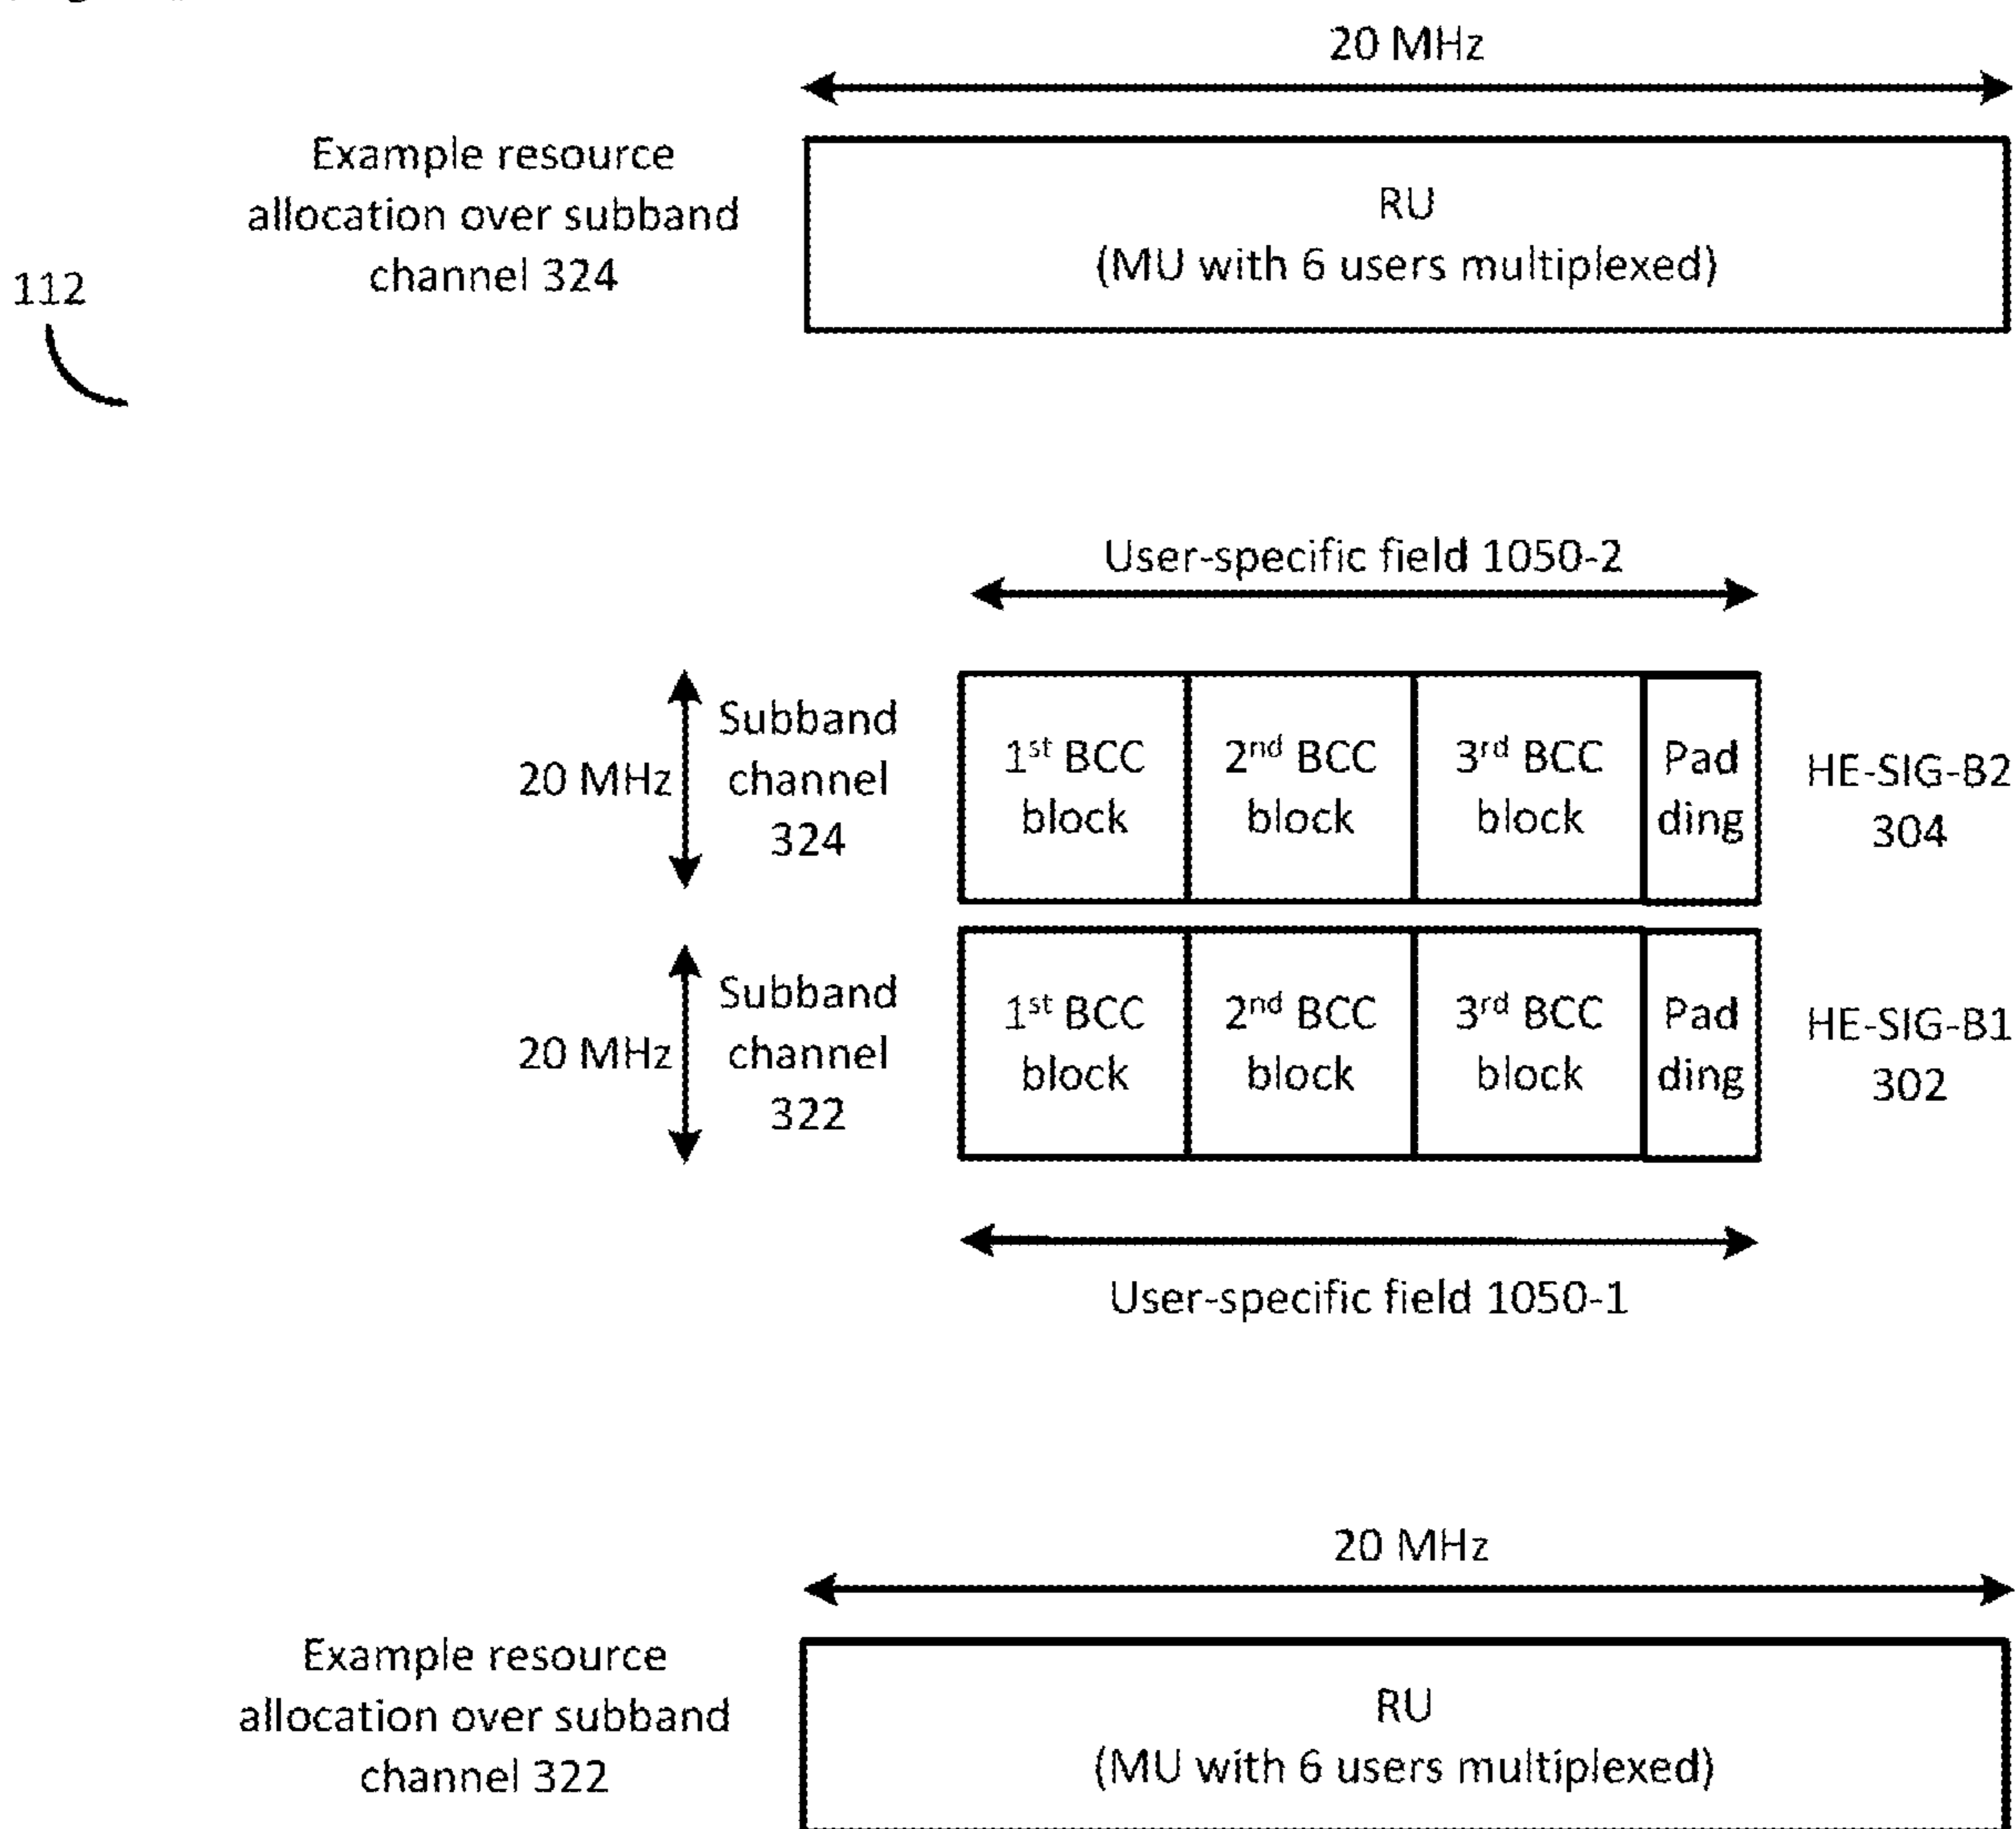 20 MHz
Example resource
allocation over subband
channel 324
RU
(MU with 6 users multiplexed)
112
User-specific field 1050-2
20 MHz
Subband
channel
324
1st BCC
block
2nd BCC
block
3rd BCC
block
Pad
ding
HE-SIG-B2
304
20 MHz
Subband
channel
322
1st BCC
block
2nd BCC
block
3rd BCC
block
Pad
ding
HE-SIG-B1
302
User-specific field 1050-1
20 MHz
Example resource
allocation over subband
channel 322
RU
(MU with 6 users multiplexed)